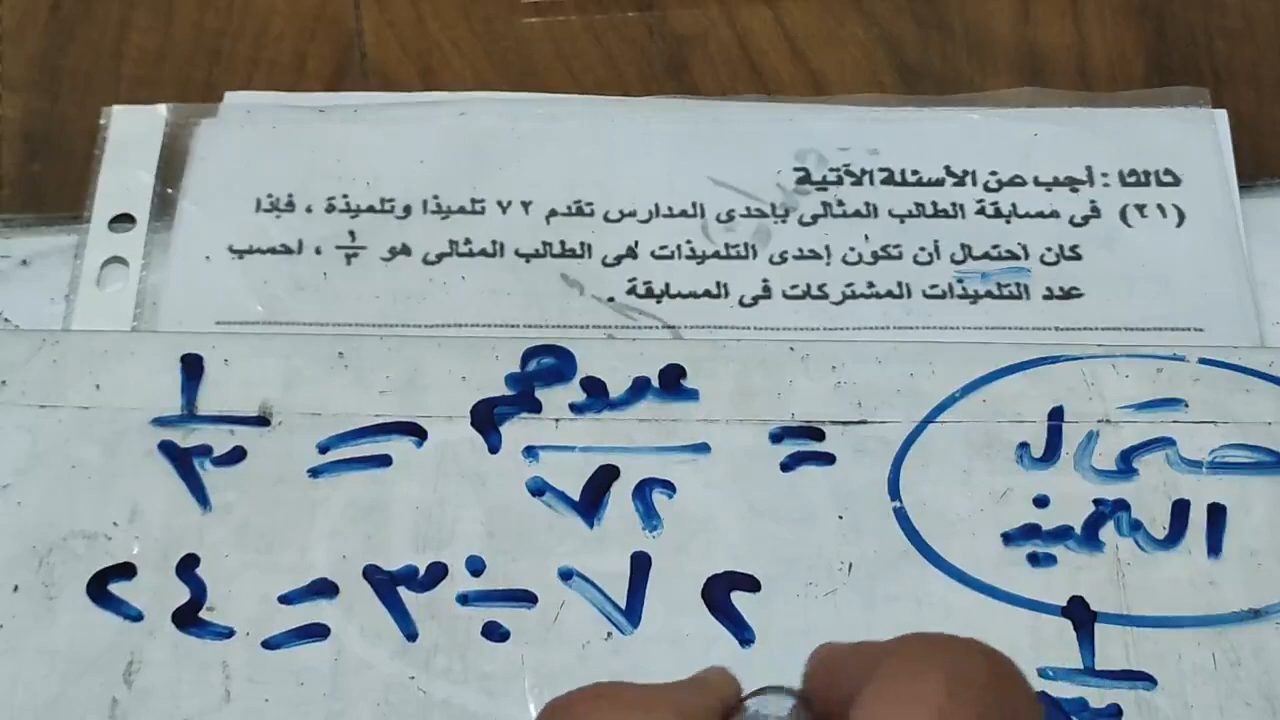 ثالثا : أجب عن الأسئلة الآتية
(٢١) فى مسابقة الطالب المثالى بإحدى المدارس تقدم ٧٢ تلميذا وتلميذة ، فإذا
كان احتمال أن تكون إحدى التلميذات هى الطالب المثالى هو ١/٣ ، احسب
عدد التلميذات المشتركات فى المسابقة .
= عددهم/٧٢ = ١/٣
٧٢ ÷ ٣ = ٢٤
١/٣